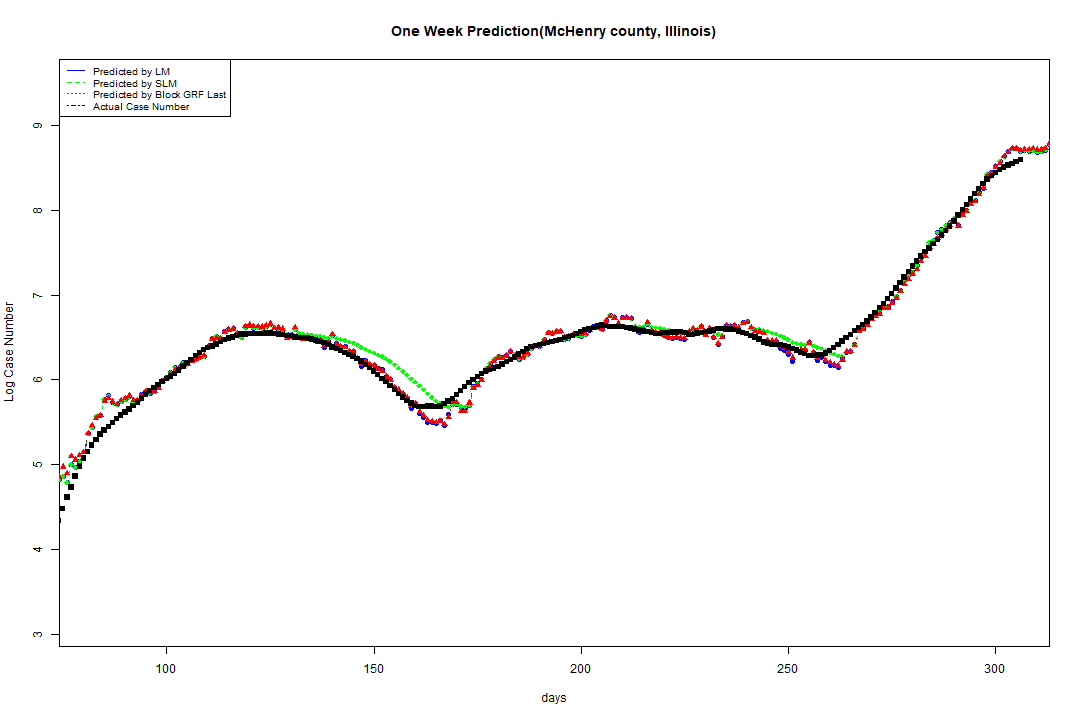 One Week Prediction(McHenry county, Illinois)
Predicted by LM
Predicted by SLM
Predicted by Block GRF Last
Actual Case Number
9
8
7
6
5
4
3
Log Case Number
100 150 200 250 300
days